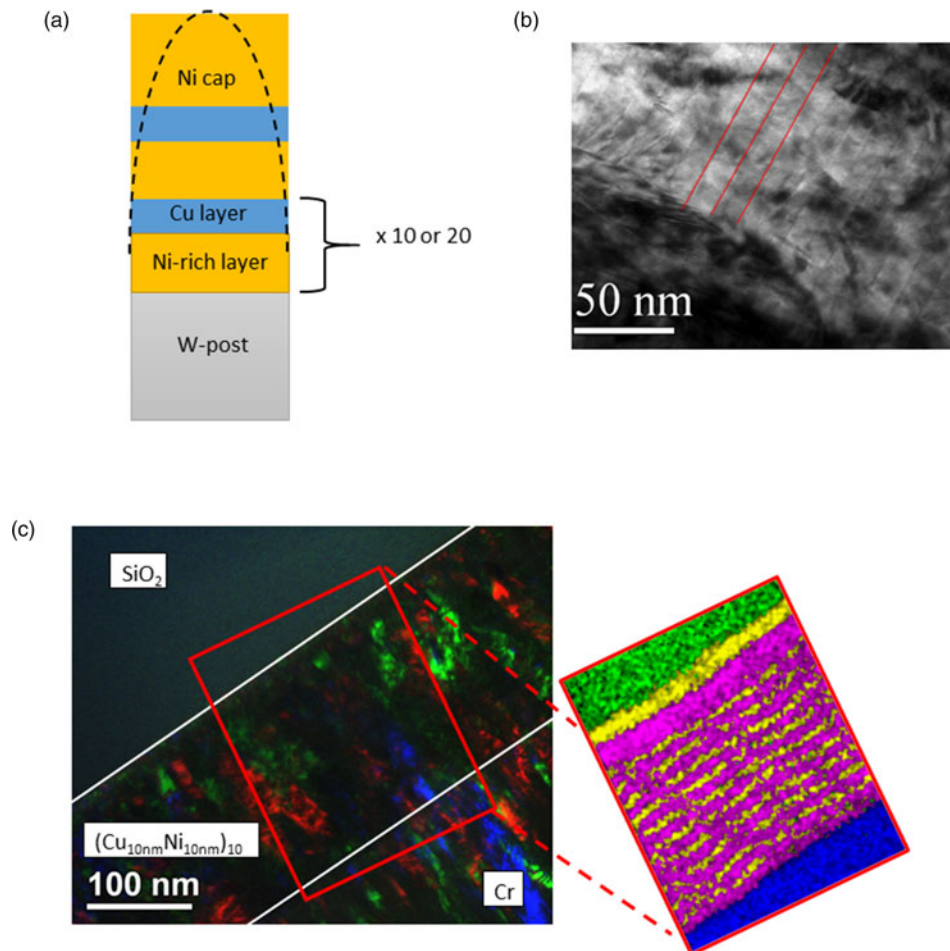 (a)
Ni cap
Cu layer
Ni-rich layer
W-post
x 10 or 20
(b)
50 nm
(c)
SiO₂
(Cu₁₀ₙₘNi₁₀ₙₘ)₁₀
100 nm
Cr